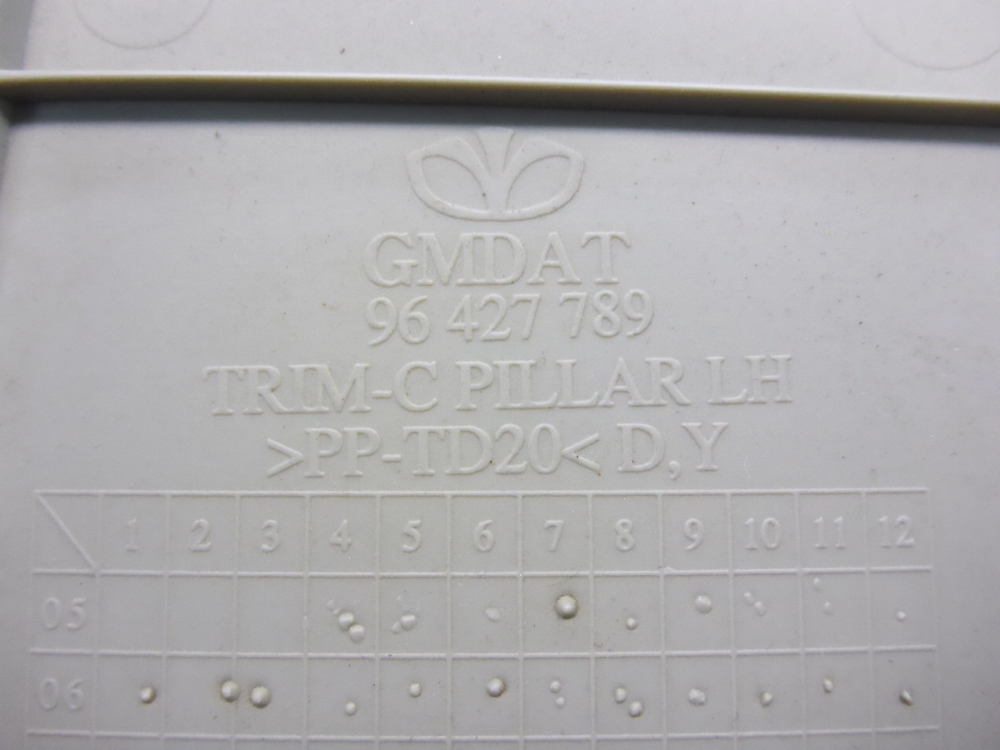 GMDAT
96 427 789
TRIM-C PILLAR LH
>PP-TD20< D,Y
1 2 3 4 5 6 7 8 9 10 11 12
05
06